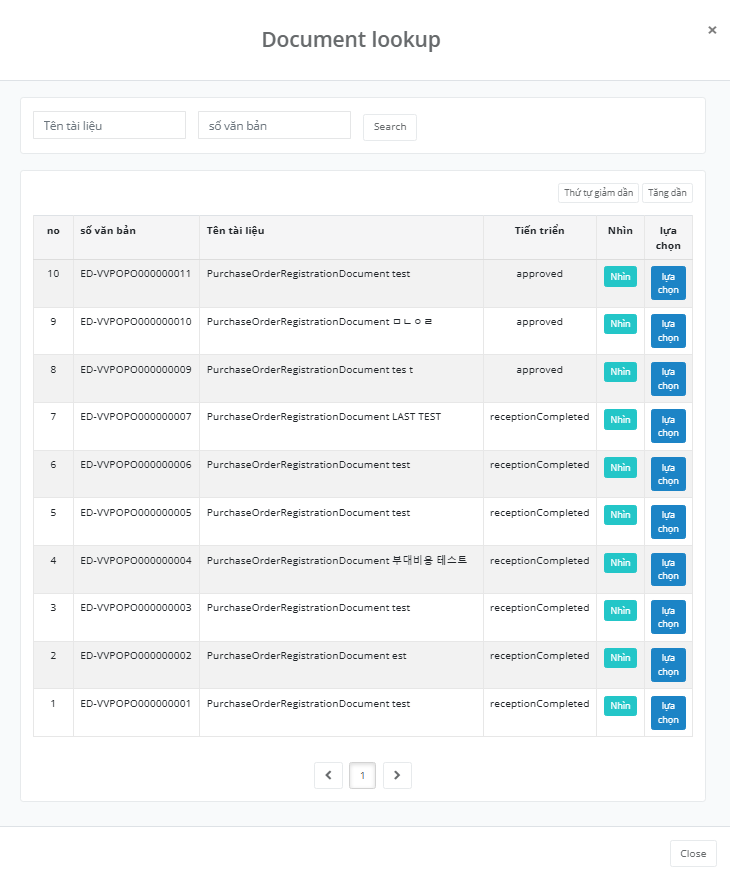 Document lookup
×
Tên tài liệu
số văn bản
Search
Thứ tự giảm dần
Tăng dần
no số văn bản Tên tài liệu Tiến triển Nhìn lựa chọn
10 ED-VVPOPO000000011 PurchaseOrderRegistrationDocument test approved Nhìn lựa chọn
9 ED-VVPOPO000000010 PurchaseOrderRegistrationDocument ㅁㄴㅇㄹ approved Nhìn lựa chọn
8 ED-VVPOPO000000009 PurchaseOrderRegistrationDocument tes t approved Nhìn lựa chọn
7 ED-VVPOPO000000007 PurchaseOrderRegistrationDocument LAST TEST receptionCompleted Nhìn lựa chọn
6 ED-VVPOPO000000006 PurchaseOrderRegistrationDocument test receptionCompleted Nhìn lựa chọn
5 ED-VVPOPO000000005 PurchaseOrderRegistrationDocument test receptionCompleted Nhìn lựa chọn
4 ED-VVPOPO000000004 PurchaseOrderRegistrationDocument 부대비용 테스트 receptionCompleted Nhìn lựa chọn
3 ED-VVPOPO000000003 PurchaseOrderRegistrationDocument test receptionCompleted Nhìn lựa chọn
2 ED-VVPOPO000000002 PurchaseOrderRegistrationDocument est receptionCompleted Nhìn lựa chọn
1 ED-VVPOPO000000001 PurchaseOrderRegistrationDocument test receptionCompleted Nhìn lựa chọn
1
Close